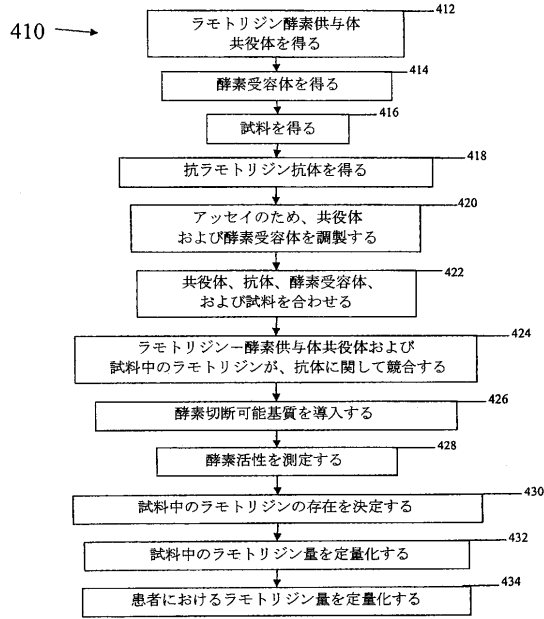 410
412
ラモトリジン酵素供与体
共役体を得る
414
酵素受容体を得る
416
試料を得る
418
抗ラモトリジン抗体を得る
420
アッセイのため、共役体
および酵素受容体を調製する
422
共役体、抗体、酵素受容体、
および試料を合わせる
424
ラモトリジン－酵素供与体共役体および
試料中のラモトリジンが、抗体に関して競合する
426
酵素切断可能基質を導入する
428
酵素活性を測定する
430
試料中のラモトリジンの存在を決定する
432
試料中のラモトリジン量を定量化する
434
患者におけるラモトリジン量を定量化する